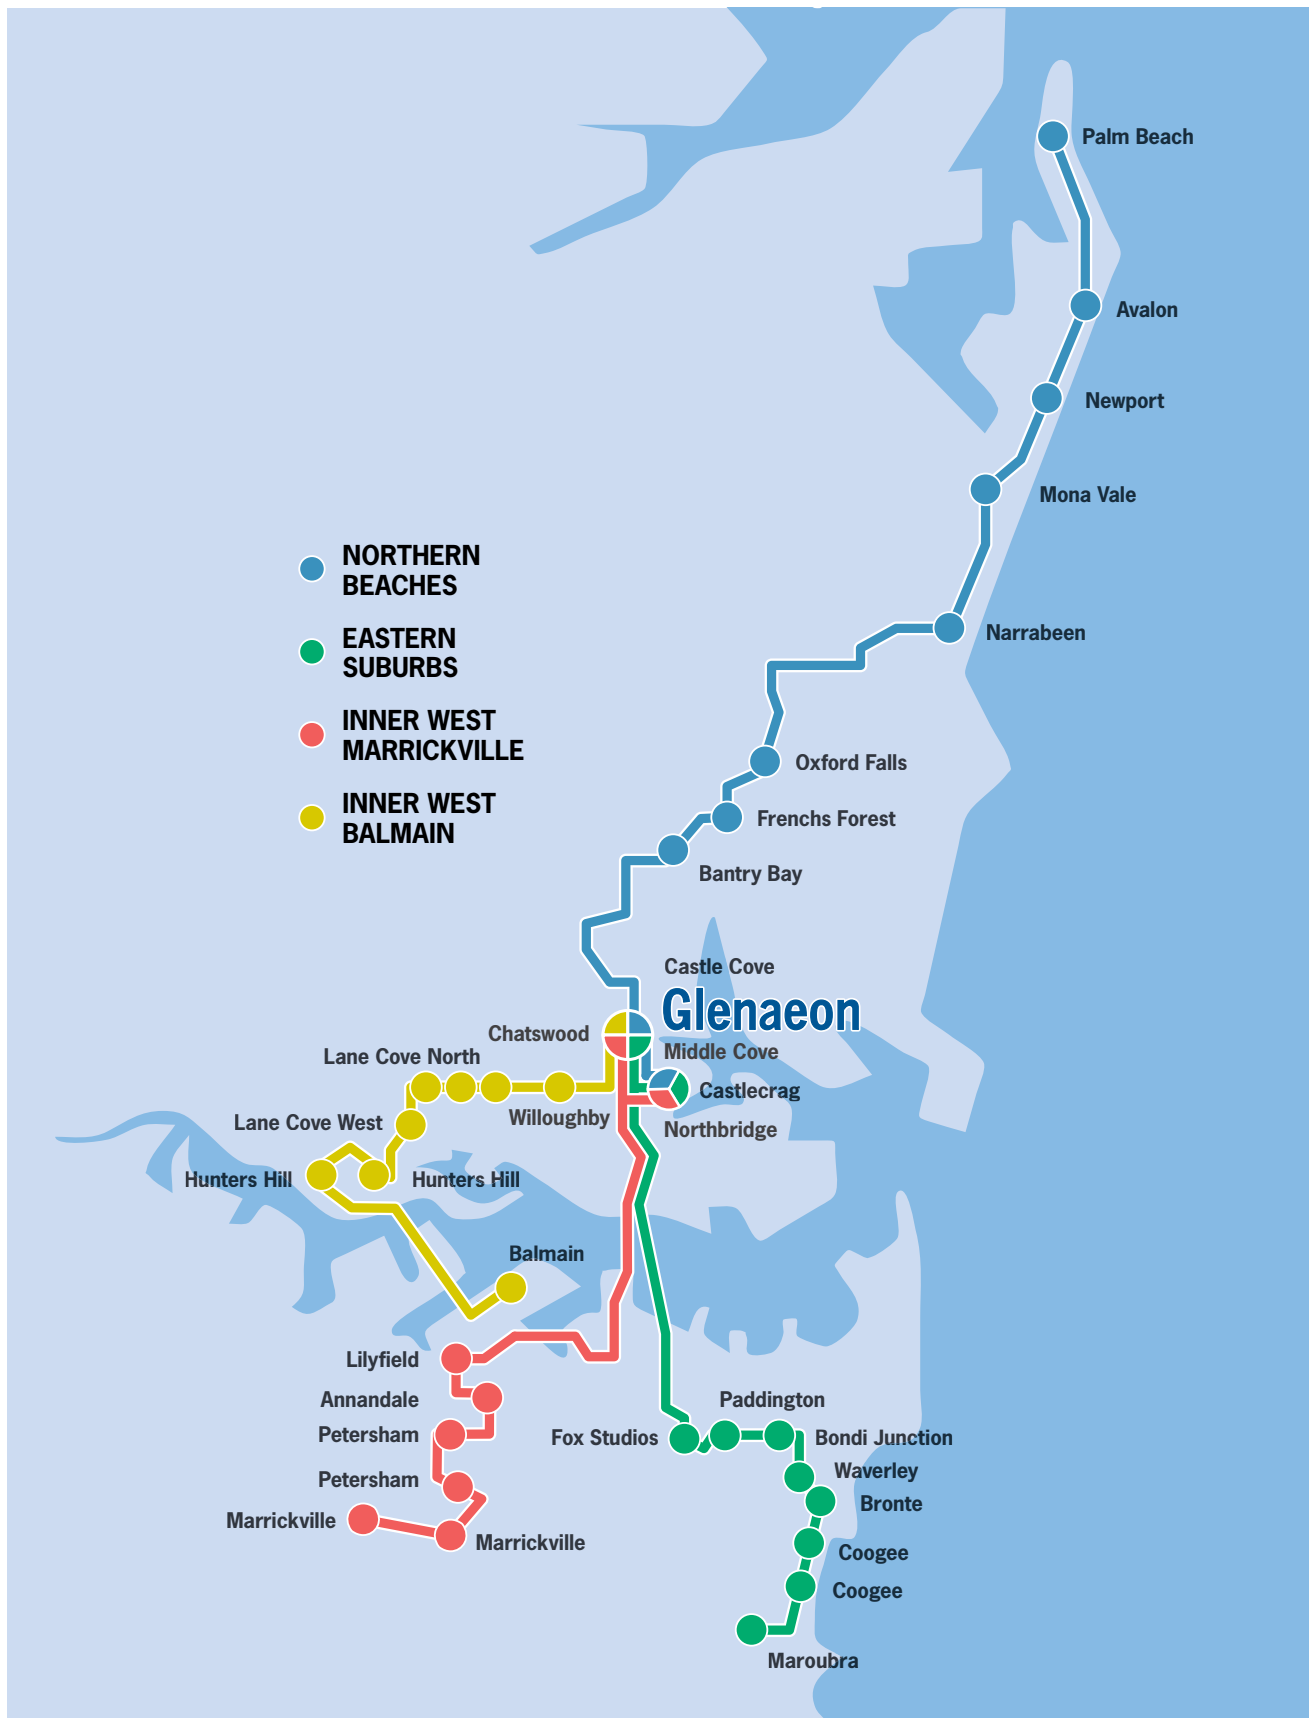 Palm Beach
Avalon
Newport
Mona Vale
NORTHERN
BEACHES
EASTERN
SUBURBS
INNER WEST
MARRICKVILLE
INNER WEST
BALMAIN
Narrabeen
Oxford Falls
Frenchs Forest
Bantry Bay
Castle Cove
Glenaeon
Chatswood
Middle Cove
Lane Cove North
Castlecrag
Willoughby
Northbridge
Lane Cove West
Hunters Hill
Hunters Hill
Balmain
Lilyfield
Annandale
Petersham
Petersham
Marrickville
Marrickville
Paddington
Fox Studios
Bondi Junction
Waverley
Bronte
Coogee
Coogee
Maroubra